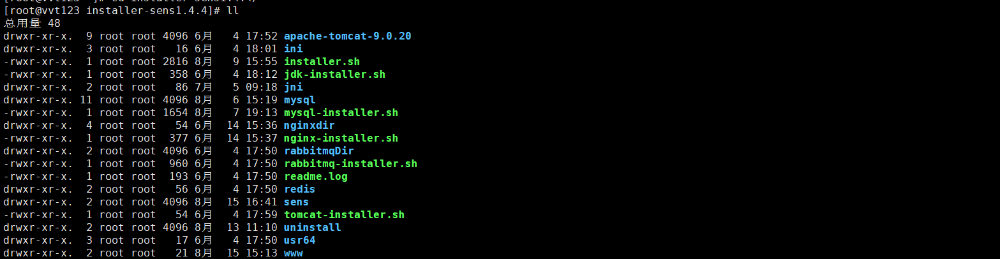 [root@vvt123 installer-sens1.4.4]# ll
总用量 48
drwxr-xr-x.  9 root root 4096 6月   4 17:52 apache-tomcat-9.0.20
drwxr-xr-x.  3 root root   16 6月   4 18:01 ini
-rwxr-xr-x.  1 root root 2816 8月   9 15:55 installer.sh
-rwxr-xr-x.  1 root root  358 6月   4 18:12 jdk-installer.sh
drwxr-xr-x.  2 root root   86 7月   5 09:18 jni
drwxr-xr-x. 11 root root 4096 8月   6 15:19 mysql
-rwxr-xr-x.  1 root root 1654 8月   7 19:13 mysql-installer.sh
drwxr-xr-x.  4 root root   54 6月  14 15:36 nginxdir
-rwxr-xr-x.  1 root root  377 6月  14 15:37 nginx-installer.sh
drwxr-xr-x.  2 root root 4096 6月   4 17:50 rabbitmqDir
-rwxr-xr-x.  1 root root  960 6月   4 17:50 rabbitmq-installer.sh
-rwxr-xr-x.  1 root root  193 6月   4 17:50 readme.log
drwxr-xr-x.  2 root root   56 6月   4 17:50 redis
drwxr-xr-x.  2 root root 4096 8月  15 16:41 sens
-rwxr-xr-x.  1 root root   54 6月   4 17:59 tomcat-installer.sh
drwxr-xr-x.  2 root root 4096 8月  13 11:10 uninstall
drwxr-xr-x.  3 root root   17 6月   4 17:50 usr64
drwxr-xr-x.  2 root root   21 8月  15 15:13 www